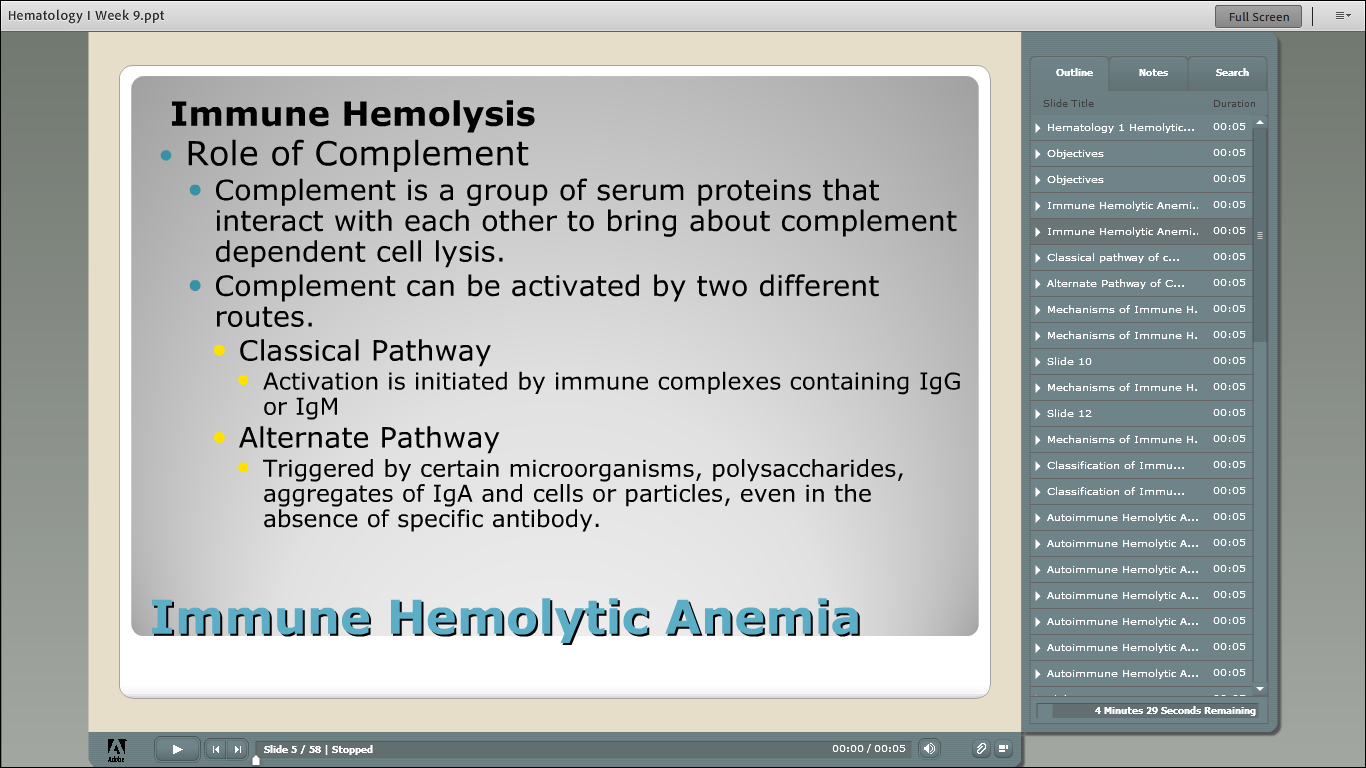 Hematology I Week 9.ppt
Full Screen
Immune Hemolysis
Role of Complement
Complement is a group of serum proteins that
interact with each other to bring about complement
dependent cell lysis.
Complement can be activated by two different
routes.
Classical Pathway
Activation is initiated by immune complexes containing IgG
or IgM
Alternate Pathway
Triggered by certain microorganisms, polysaccharides,
aggregates of IgA and cells or particles, even in the
absence of specific antibody.
Immune Hemolytic Anemia
Outline Notes Search
Slide Title Duration
Hematology 1 Hemolytic... 00:05
Objectives 00:05
Objectives 00:05
Immune Hemolytic Anemi.. 00:05
Immune Hemolytic Anemi.. 00:05
Classical pathway of c... 00:05
Alternate Pathway of C... 00:05
Mechanisms of Immune H. 00:05
Mechanisms of Immune H. 00:05
Slide 10 00:05
Mechanisms of Immune H. 00:05
Slide 12 00:05
Mechanisms of Immune H. 00:05
Classification of Immu... 00:05
Classification of Immu... 00:05
Autoimmune Hemolytic A... 00:05
Autoimmune Hemolytic A... 00:05
Autoimmune Hemolytic A... 00:05
Autoimmune Hemolytic A... 00:05
Autoimmune Hemolytic A... 00:05
Autoimmune Hemolytic A... 00:05
Autoimmune Hemolytic A... 00:05
4 Minutes 29 Seconds Remaining
Adobe
Slide 5 / 58 | Stopped
00:00 / 00:05